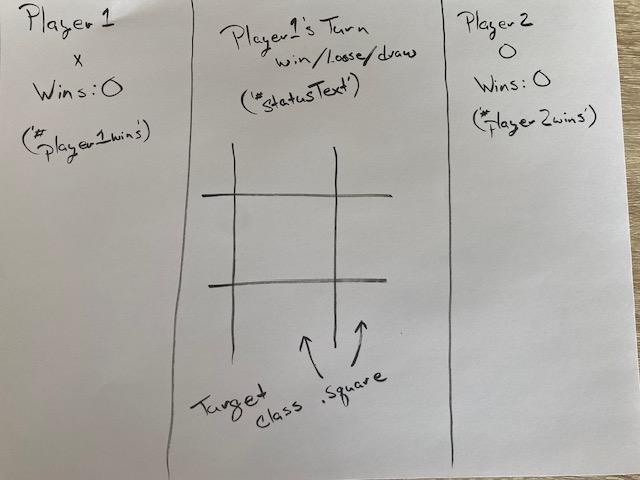 Player 1
x
Wins: 0
('#Player1wins')
Player1's Turn
win/Loose/draw
('#StatusText')
Player 2
O
Wins: 0
('#Player2wins')
Target
class .square